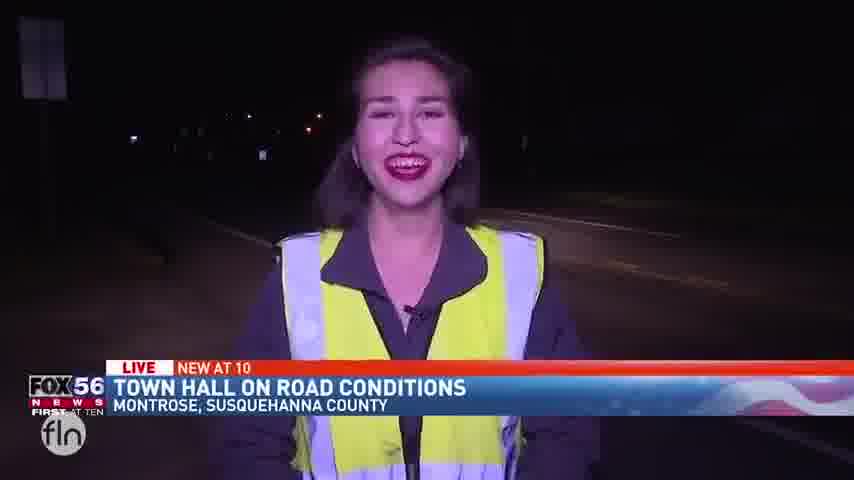 LIVE NEW AT 10
TOWN HALL ON ROAD CONDITIONS
MONTROSE, SUSQUEHANNA COUNTY
FOX 56
NEWS
FIRST. AT TEN
fln